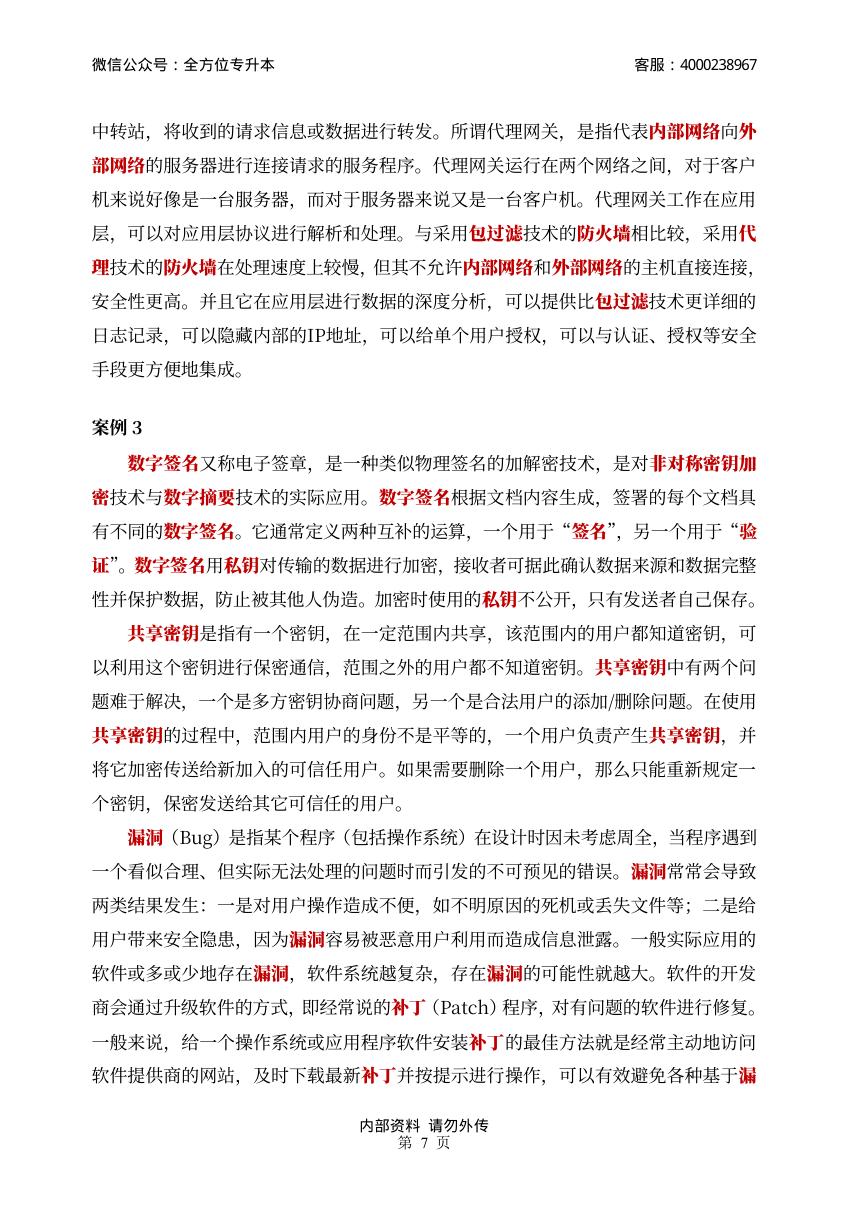 微信公众号：全方位专升本 客服：4000238967
中转站，将收到的请求信息或数据进行转发。所谓代理网关，是指代表内部网络向外
部网络的服务器进行连接请求的服务程序。代理网关运行在两个网络之间，对于客户
机来说好像是一台服务器，而对于服务器来说又是一台客户机。代理网关工作在应用
层，可以对应用层协议进行解析和处理。与采用包过滤技术的防火墙相比较，采用代
理技术的防火墙在处理速度上较慢，但其不允许内部网络和外部网络的主机直接连接，
安全性更高。并且它在应用层进行数据的深度分析，可以提供比包过滤技术更详细的
日志记录，可以隐藏内部的IP地址，可以给单个用户授权，可以与认证、授权等安全
手段更方便地集成。
案例 3
数字签名又称电子签章，是一种类似物理签名的加解密技术，是对非对称密钥加
密技术与数字摘要技术的实际应用。数字签名根据文档内容生成，签署的每个文档具
有不同的数字签名。它通常定义两种互补的运算，一个用于“签名”，另一个用于“验
证”。数字签名用私钥对传输的数据进行加密，接收者可据此确认数据来源和数据完整
性并保护数据，防止被其他人伪造。加密时使用的私钥不公开，只有发送者自己保存。
共享密钥是指有一个密钥，在一定范围内共享，该范围内的用户都知道密钥，可
以利用这个密钥进行保密通信，范围之外的用户都不知道密钥。共享密钥中有两个问
题难于解决，一个是多方密钥协商问题，另一个是合法用户的添加/删除问题。在使用
共享密钥的过程中，范围内用户的身份不是平等的，一个用户负责产生共享密钥，并
将它加密传送给新加入的可信任用户。如果需要删除一个用户，那么只能重新规定一
个密钥，保密发送给其它可信任的用户。
漏洞（Bug）是指某个程序（包括操作系统）在设计时因未考虑周全，当程序遇到
一个看似合理、但实际无法处理的问题时而引发的不可预见的错误。漏洞常常会导致
两类结果发生：一是对用户操作造成不便，如不明原因的死机或丢失文件等；二是给
用户带来安全隐患，因为漏洞容易被恶意用户利用而造成信息泄露。一般实际应用的
软件或多或少地存在漏洞，软件系统越复杂，存在漏洞的可能性就越大。软件的开发
商会通过升级软件的方式，即经常说的补丁（Patch）程序，对有问题的软件进行修复。
一般来说，给一个操作系统或应用程序软件安装补丁的最佳方法就是经常主动地访问
软件提供商的网站，及时下载最新补丁并按提示进行操作，可以有效避免各种基于漏
内部资料 请勿外传
第 7 页